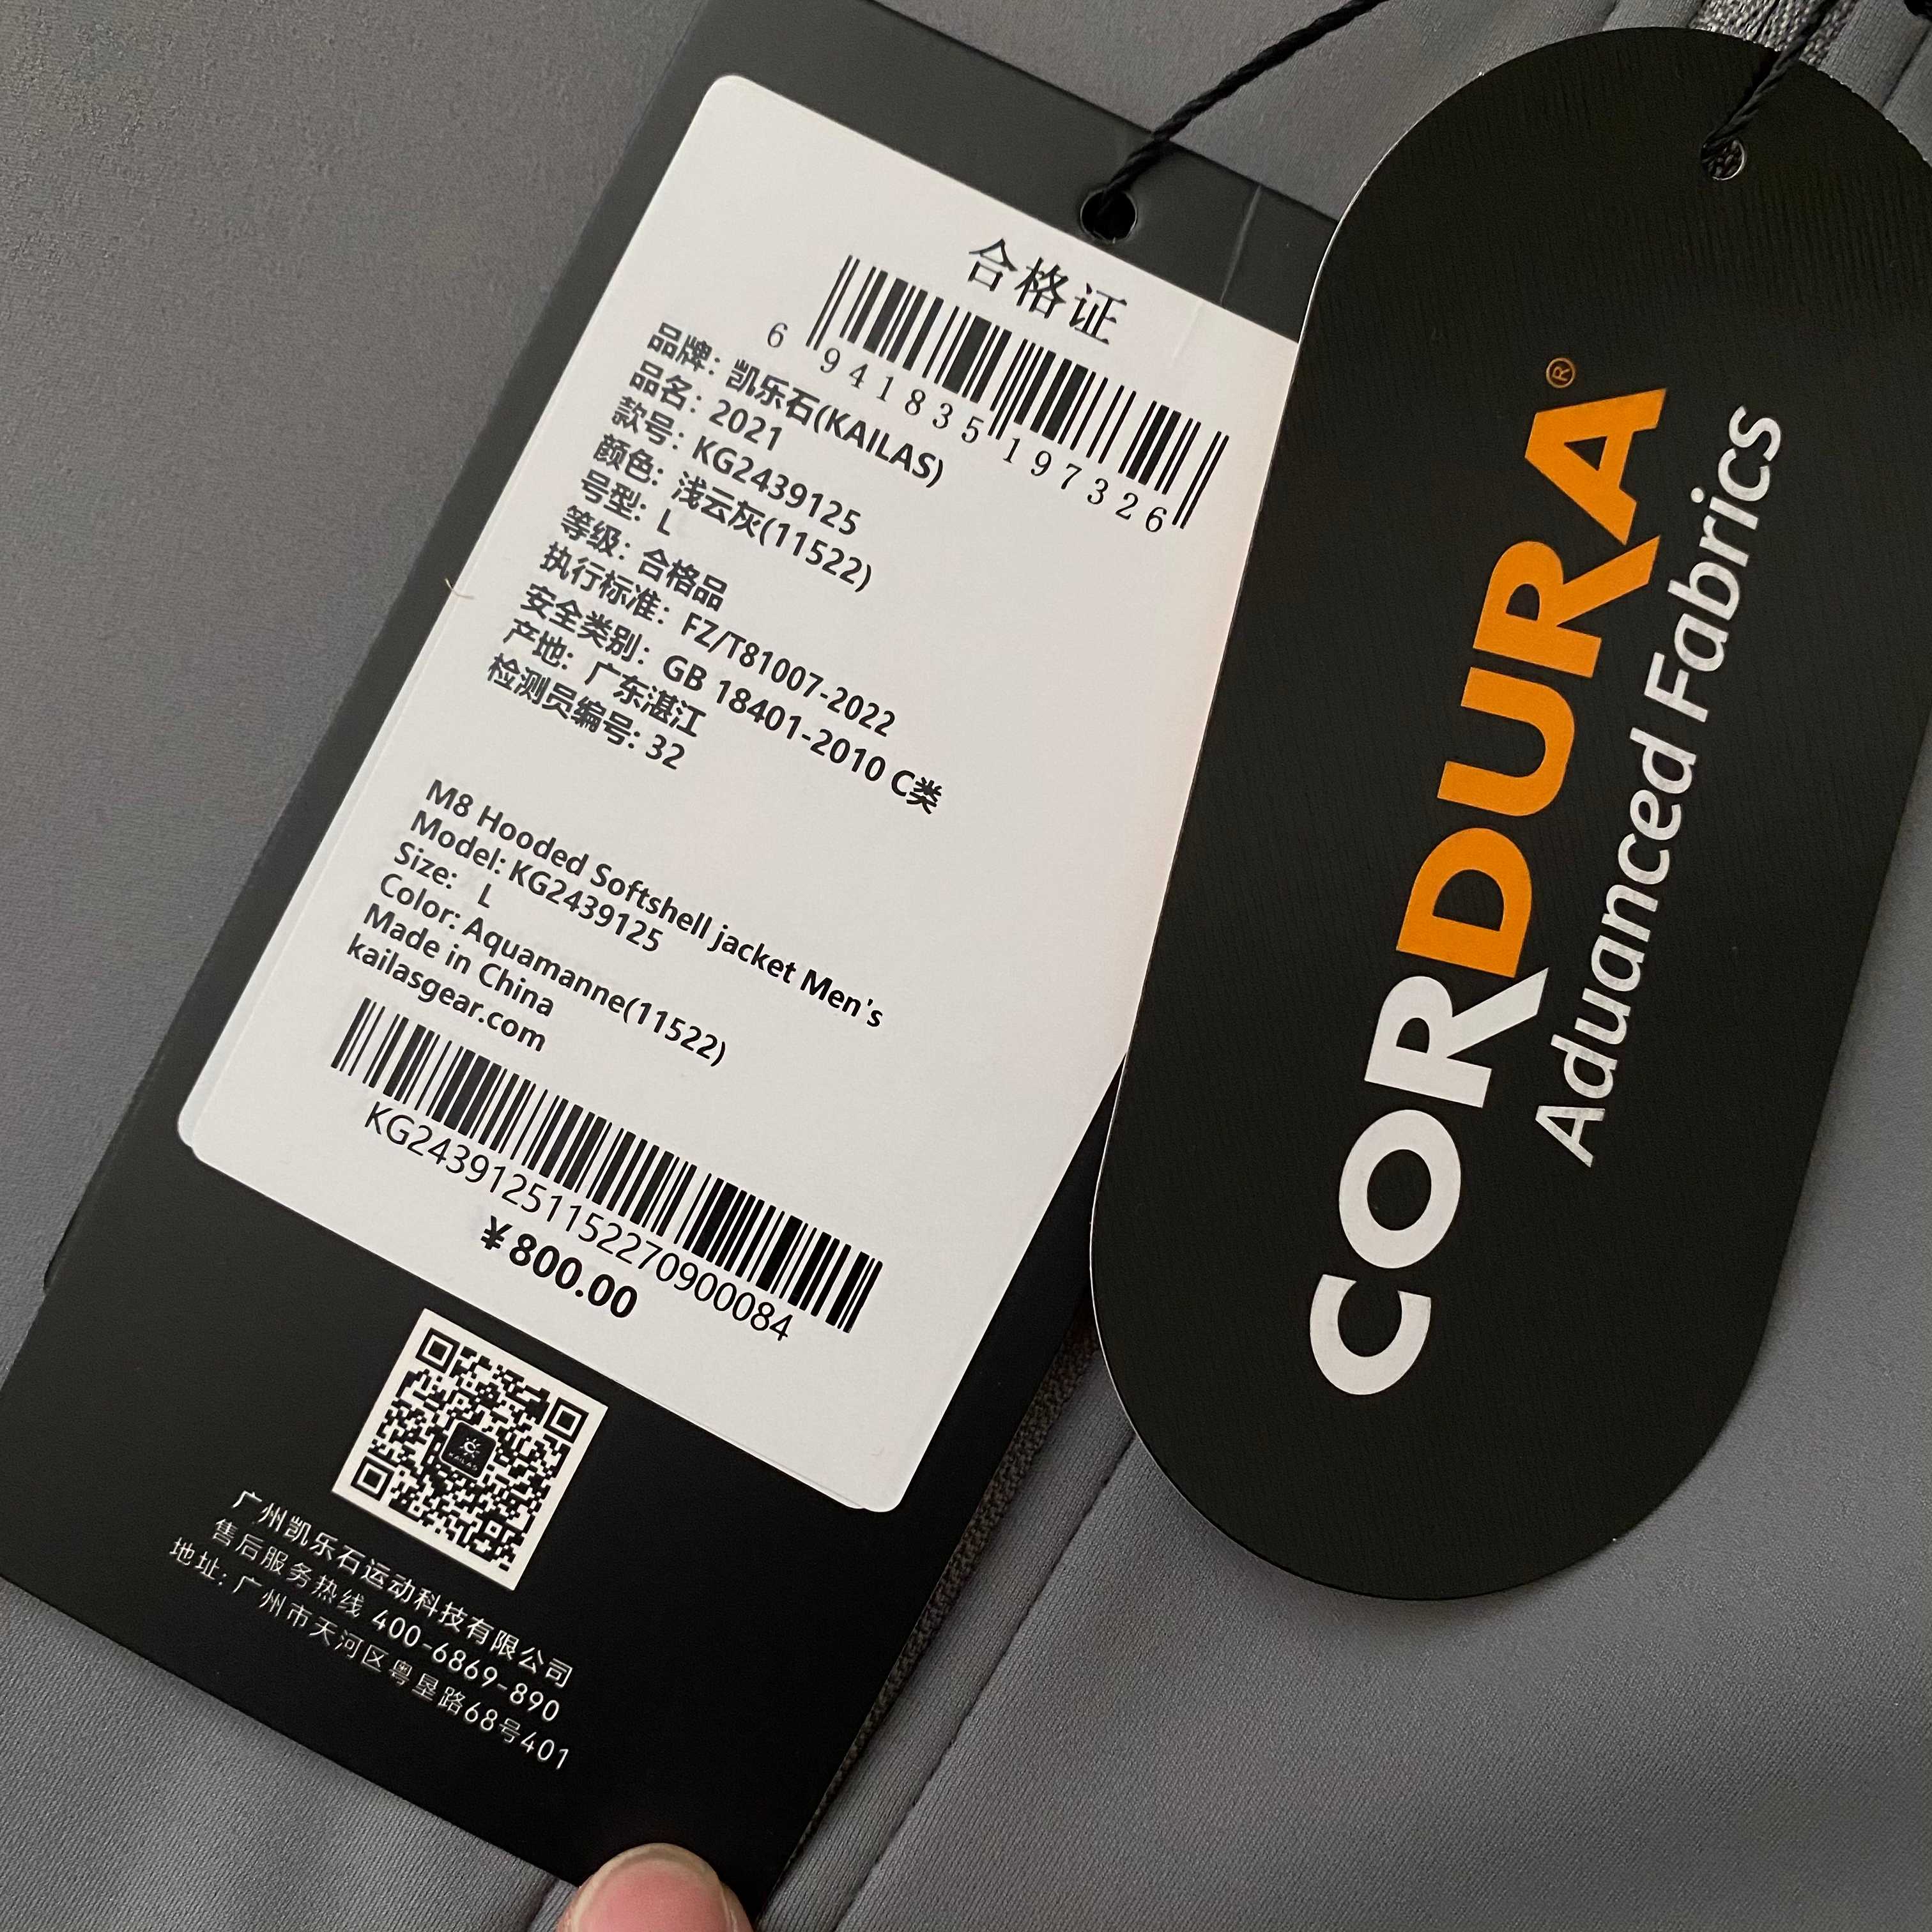 合格证
6 941835 197326
品牌: 凯乐石(KAILAS)
品名: 2021
款号: KG2439125
颜色: 浅云灰(11522)
号型: L
等级: 合格品
执行标准: FZ/T81007-2022
安全类别: GB 18401-2010 C类
产地: 广东湛江
检测员编号: 32
M8 Hooded Softshell jacket Men's
Model: KG2439125
Size: L
Color: Aquamanne(11522)
Made in China
kailasgear.com
KG24391251152270900084
¥800.00
KAILAS
广州凯乐石运动科技有限公司
售后服务热线 400-6869-890
地址: 广州市天河区粤垦路68号401
CORDURA®
Aduanced Fabrics